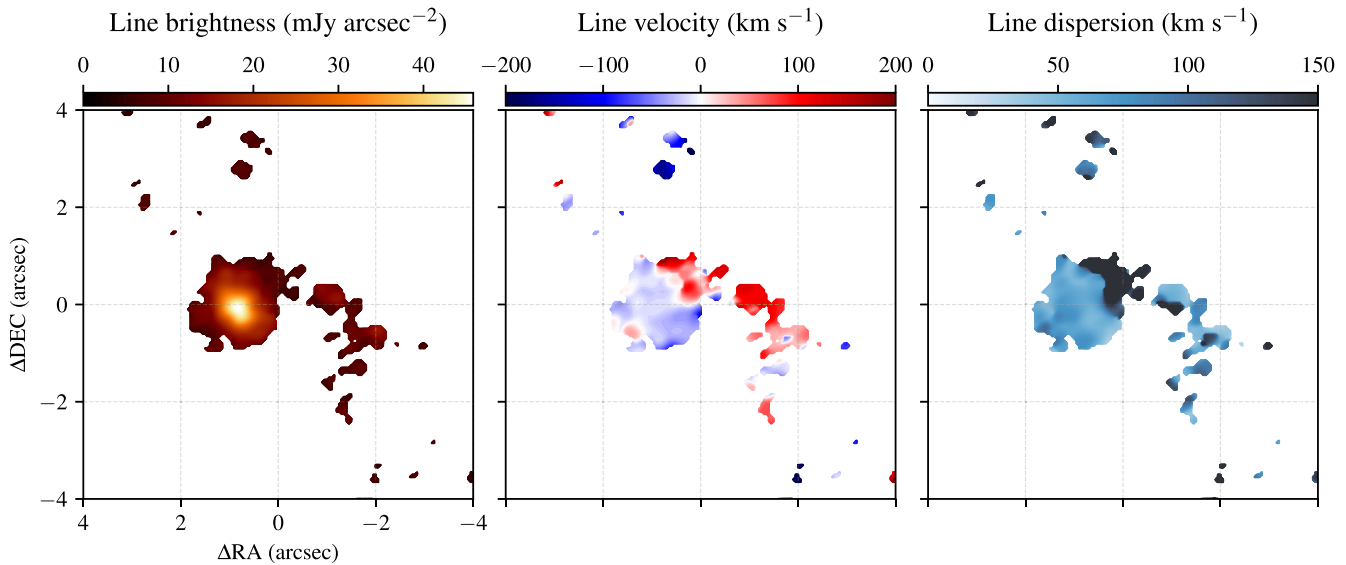 Line brightness (mJy arcsec⁻²)
Line velocity (km s⁻¹)
Line dispersion (km s⁻¹)
0 10 20 30 40
−200 −100 0 100 200
0 50 100 150
4
2
0
−2
−4
ΔDEC (arcsec)
4 2 0 −2 −4
ΔRA (arcsec)